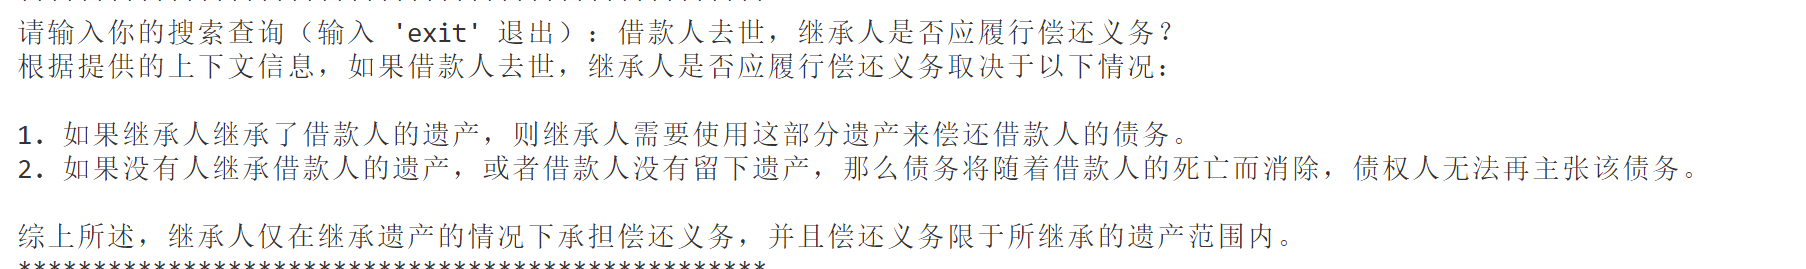 请输入你的搜索查询（输入 'exit' 退出）：借款人去世，继承人是否应履行偿还义务？
根据提供的上下文信息，如果借款人去世，继承人是否应履行偿还义务取决于以下情况：
1. 如果继承人继承了借款人的遗产，则继承人需要使用这部分遗产来偿还借款人的债务。
2. 如果没有人继承借款人的遗产，或者借款人没有留下遗产，那么债务将随着借款人的死亡而消除，债权人无法再主张该债务。
综上所述，继承人仅在继承遗产的情况下承担偿还义务，并且偿还义务限于所继承的遗产范围内。
**************************************************